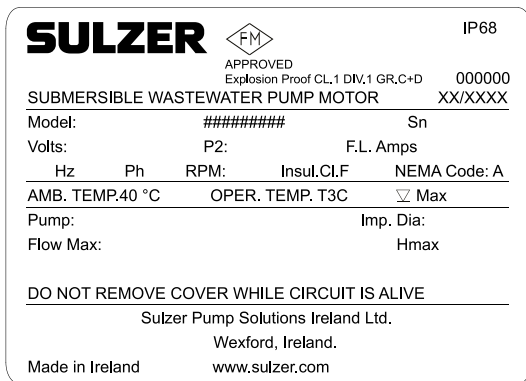 SULZER FM IP68
APPROVED
Explosion Proof CL.1 DIV.1 GR.C+D 000000
SUBMERSIBLE WASTEWATER PUMP MOTOR XX/XXXX
Model: ######### Sn
Volts: P2: F.L. Amps
Hz Ph RPM: Insul.Cl.F NEMA Code: A
AMB. TEMP.40 °C OPER. TEMP. T3C Max
Pump: Imp. Dia:
Flow Max: Hmax
DO NOT REMOVE COVER WHILE CIRCUIT IS ALIVE
Sulzer Pump Solutions Ireland Ltd.
Wexford, Ireland.
Made in Ireland www.sulzer.com